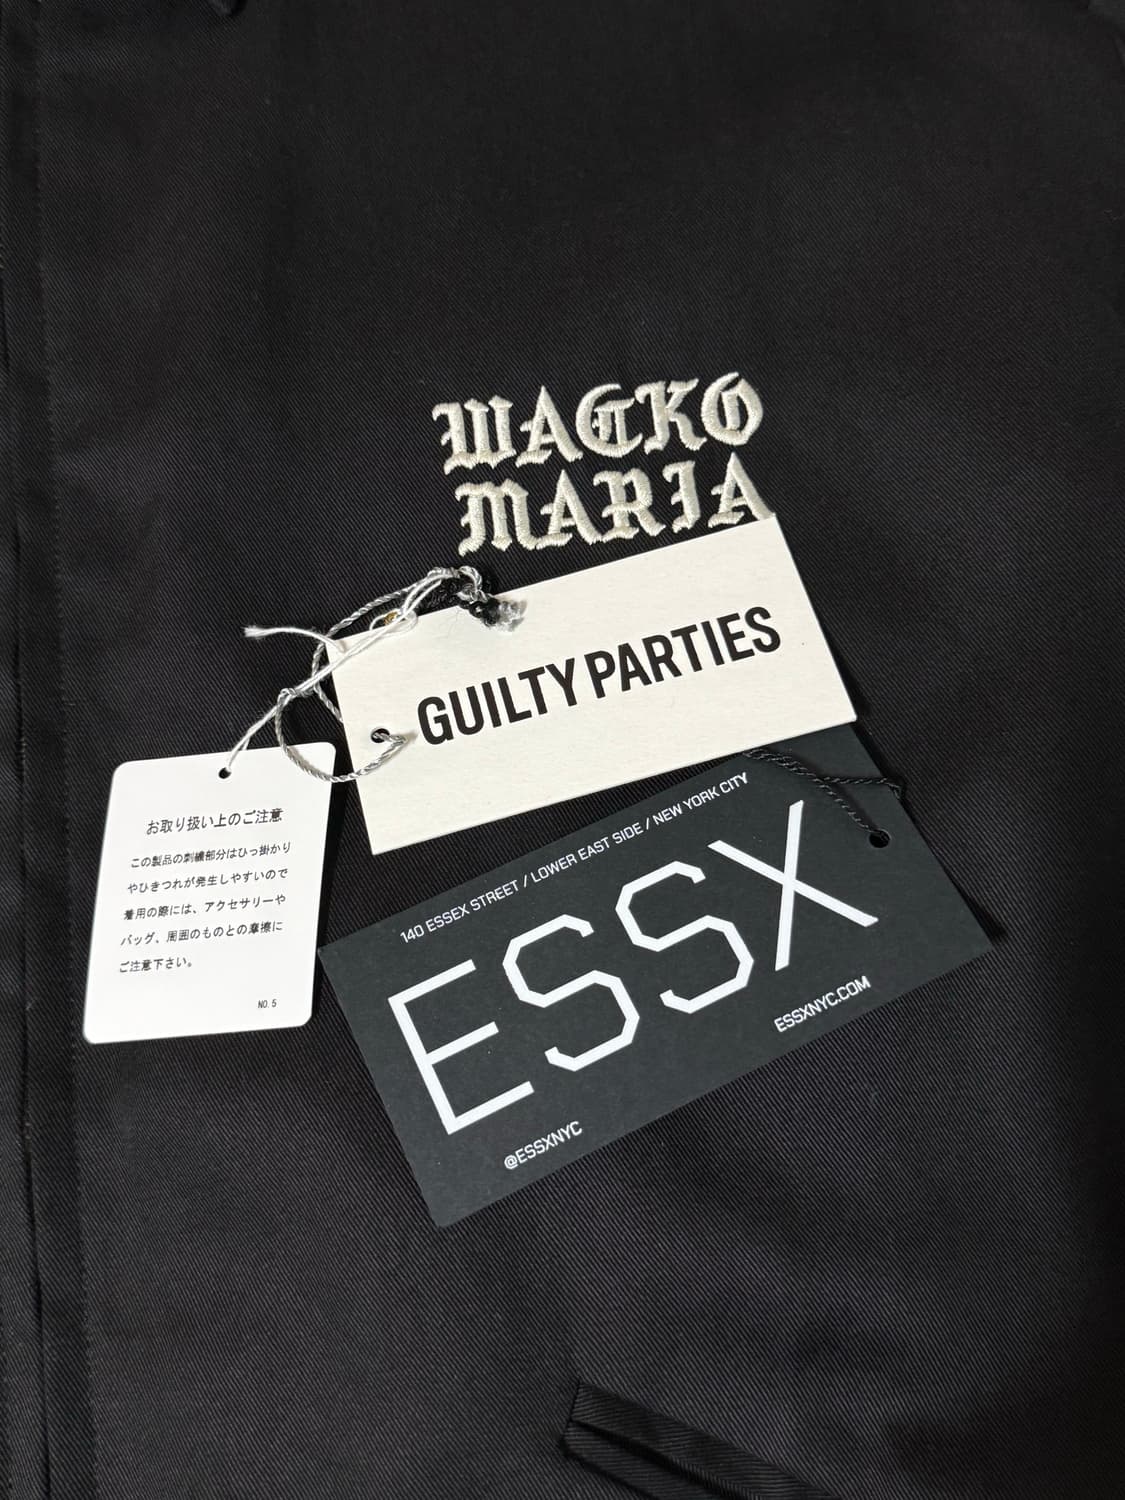 WACKO
MARIA
GUILTY PARTIES
お取り扱い上のご注意
この製品の刺繍部分はひっ掛かり
やひきつれが発生しやすいので
着用の際には、アクセサリーや
バッグ、周囲のものとの摩擦に
ご注意下さい。
NO. 5
140 ESSEX STREET / LOWER EAST SIDE / NEW YORK CITY
ESSX
ESSXNYC.COM
@ESSXNYC